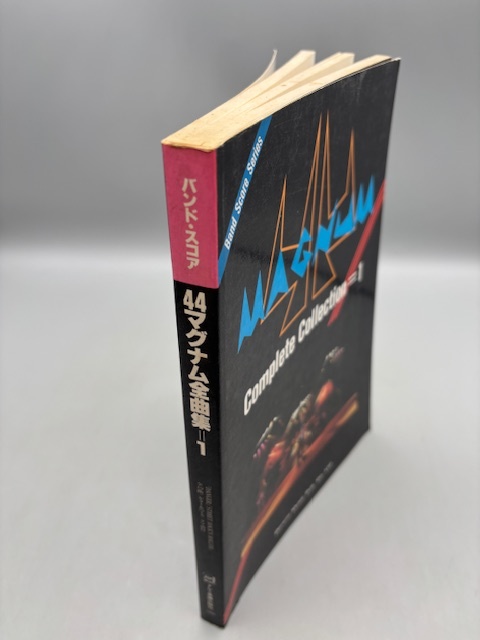 バンド・スコア
44マグナム全曲集=1
Band Score Series
44
MAGNUM
Complete Collection=1